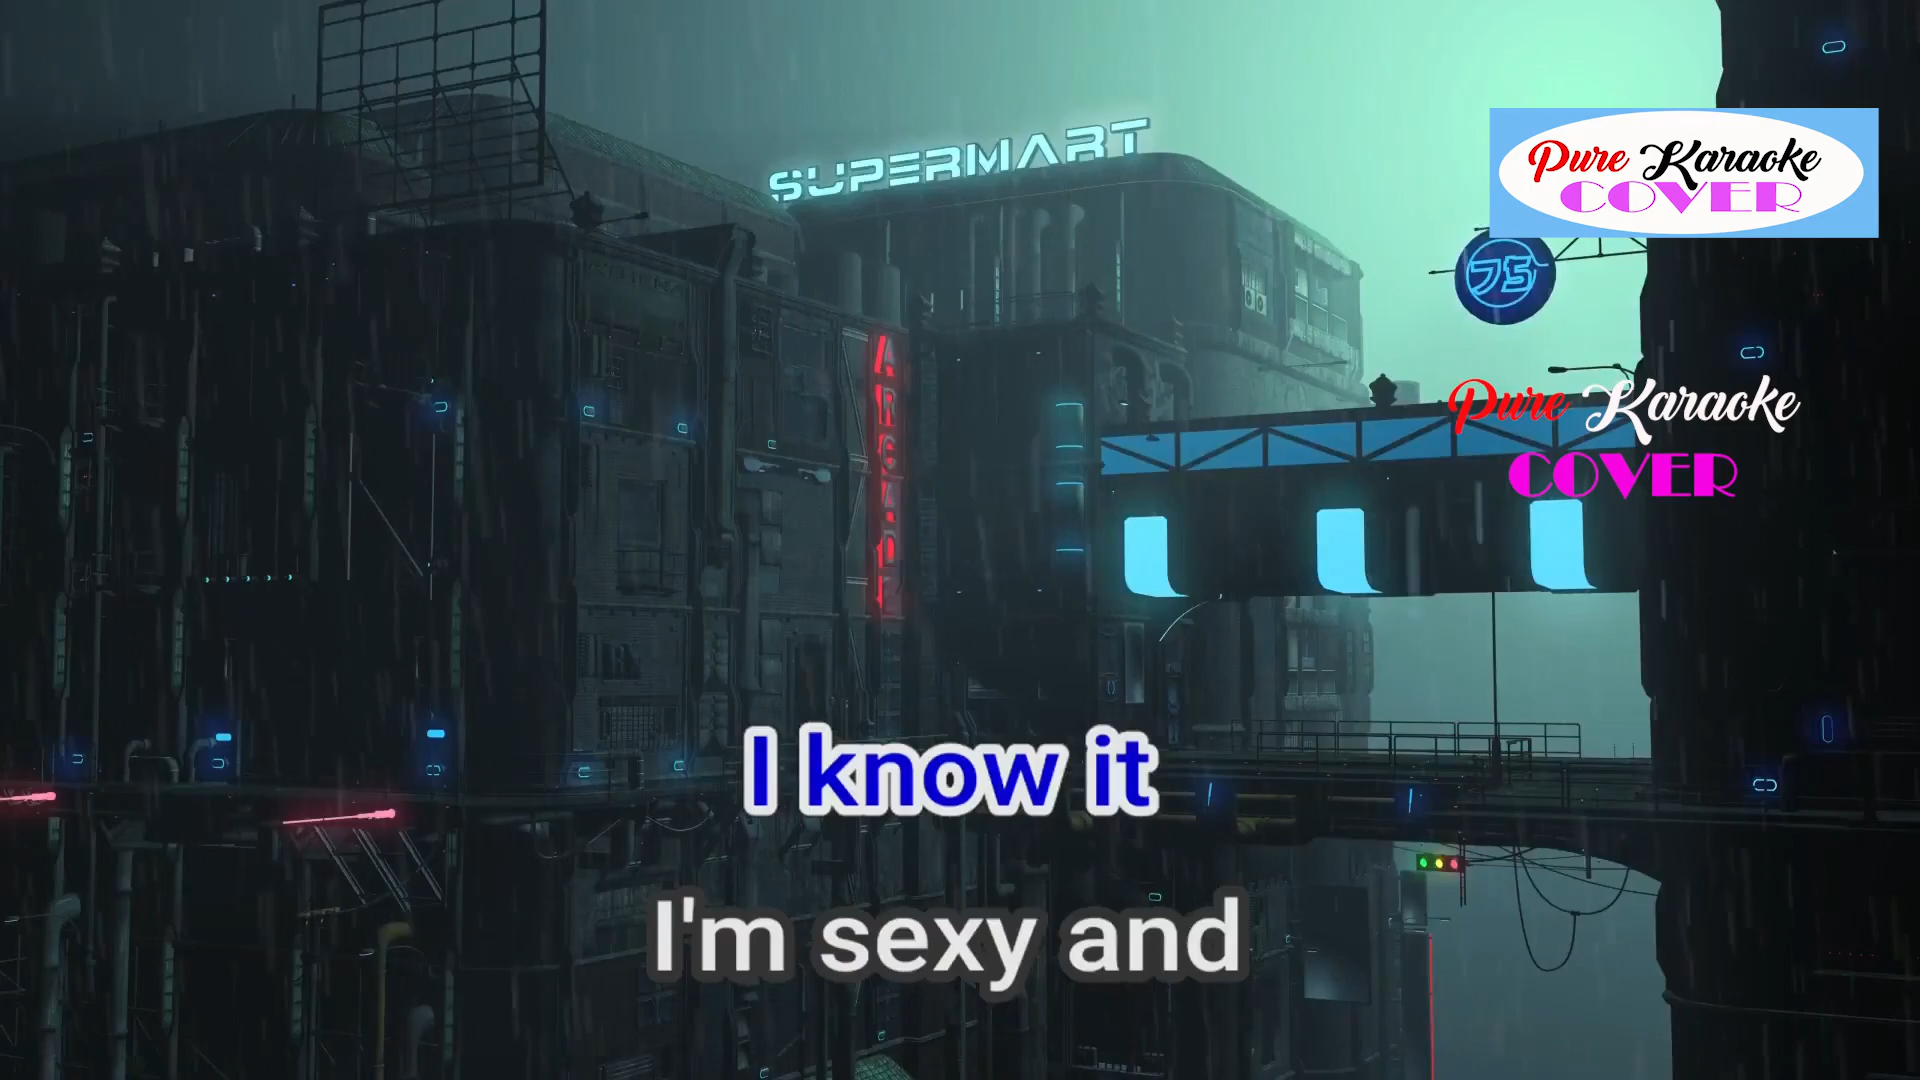 SUPERMART
Pure Karaoke
COVER
75
ARCADE
Pure Karaoke
COVER
I know it
I'm sexy and